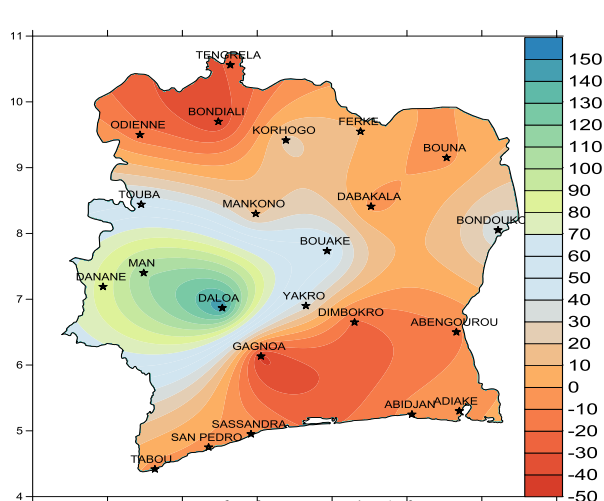 11
TENGRELA
150
140
10
130
BONDIALI
120
ODIENNE
FERKE
KORHOGO
110
BOUNA
100
9
90
TOUBA
DABAKALA
80
MANKONO
BONDOUKO
70
8
BOUAKE
60
MAN
50
DANANE
DALOA
YAKRO
40
7
DIMBOKRO
ABENGOUROU
30
GAGNOA
20
6
10
0
ABIDJAN
ADIAKE
-10
SASSANDRA
5
SAN PEDRO
-20
TABOU
-30
-40
4
-50